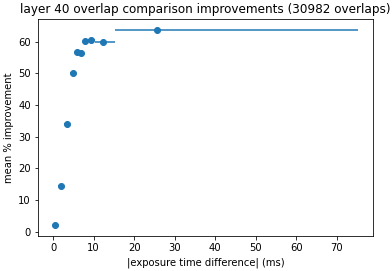 layer 40 overlap comparison improvements (30982 overlaps)
mean % improvement
60
50
40
30
20
10
0
0 10 20 30 40 50 60 70
|exposure time difference| (ms)